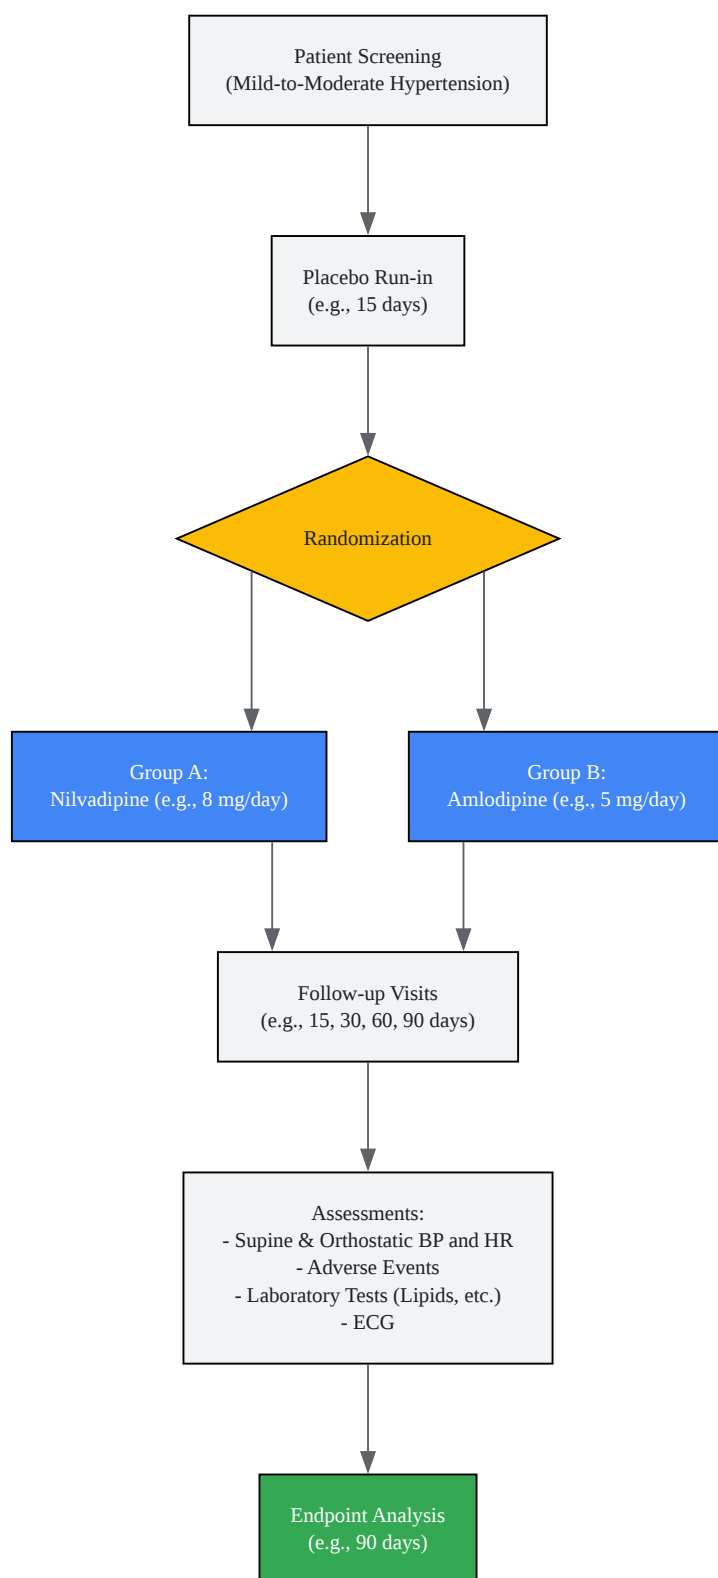 Patient Screening
(Mild-to-Moderate Hypertension)
Placebo Run-in
(e.g., 15 days)
Randomization
Group A:
Nilvadipine (e.g., 8 mg/day)
Group B:
Amlodipine (e.g., 5 mg/day)
Follow-up Visits
(e.g., 15, 30, 60, 90 days)
Assessments:
- Supine & Orthostatic BP and HR
- Adverse Events
- Laboratory Tests (Lipids, etc.)
- ECG
Endpoint Analysis
(e.g., 90 days)